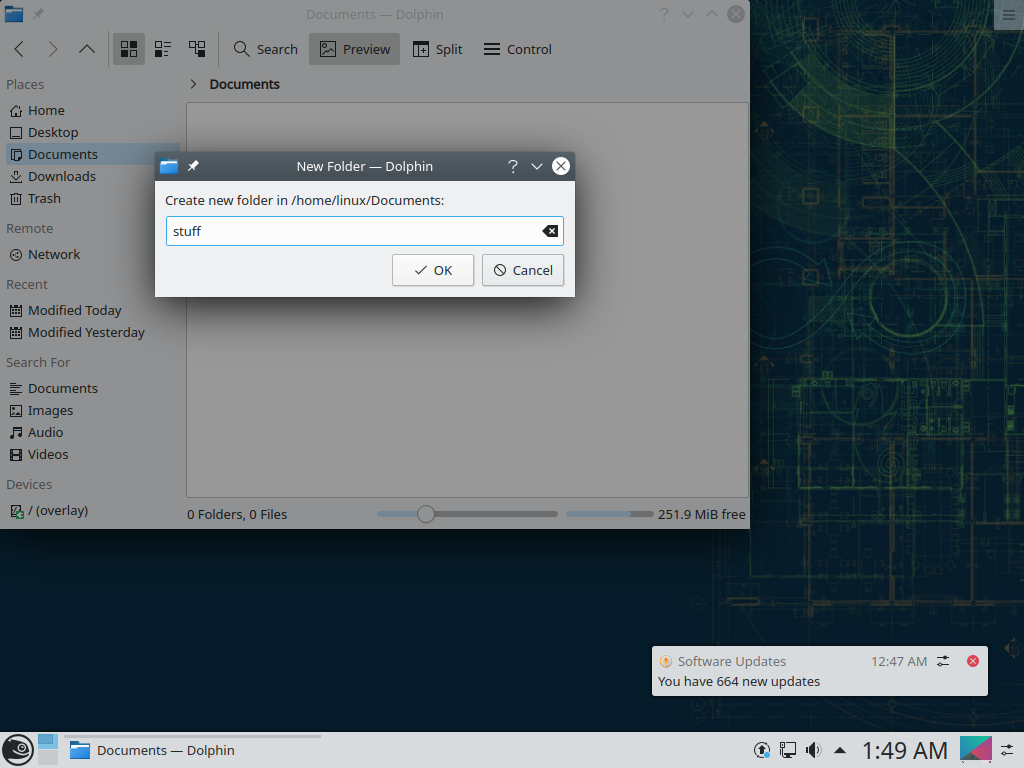 Documents — Dolphin
Search
Preview
Split
Control
Places
Documents
Home
Desktop
Documents
Downloads
Trash
Remote
Network
Recent
Modified Today
Modified Yesterday
Search For
Documents
Images
Audio
Videos
Devices
/ (overlay)
New Folder — Dolphin
Create new folder in /home/linux/Documents:
stuff
OK
Cancel
0 Folders, 0 Files
251.9 MiB free
Software Updates
12:47 AM
You have 664 new updates
Documents — Dolphin
1:49 AM